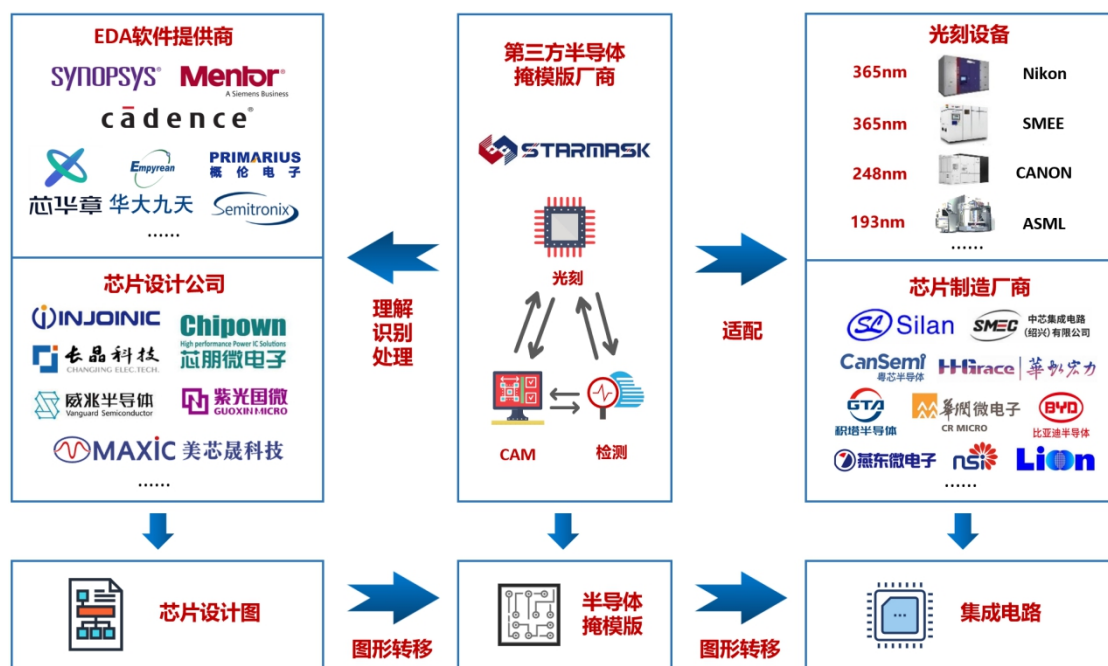 EDA软件提供商
SYNOPSYS®
Mentor®
A Siemens Business
cādence®
芯华章
Empyrean
华大九天
PRIMARIUS
概伦电子
Semitronix
......
芯片设计公司
INJOINIC
Chipown
High performance Power IC Solutions
芯朋微电子
长晶科技
CHANGJING ELEC.TECH.
威兆半导体
Vanguard Semiconductor
紫光国微
GUOXIN MICRO
MAXIC 美芯晟科技
......
理解
识别
处理
第三方半导体
掩模版厂商
STARMASK
光刻
CAM
检测
适配
光刻设备
365nm
Nikon
365nm
SMEE
248nm
CANON
193nm
ASML
......
芯片制造厂商
SL Silan
SMEC
中芯集成电路
(绍兴)有限公司
CanSemi
粤芯半导体
HHGrace
華虹宏力
GTA
积塔半导体
華潤微电子
CR MICRO
BYD
比亚迪半导体
燕东微电子
nsi
Lion
......
芯片设计图
图形转移
半导体
掩模版
图形转移
集成电路